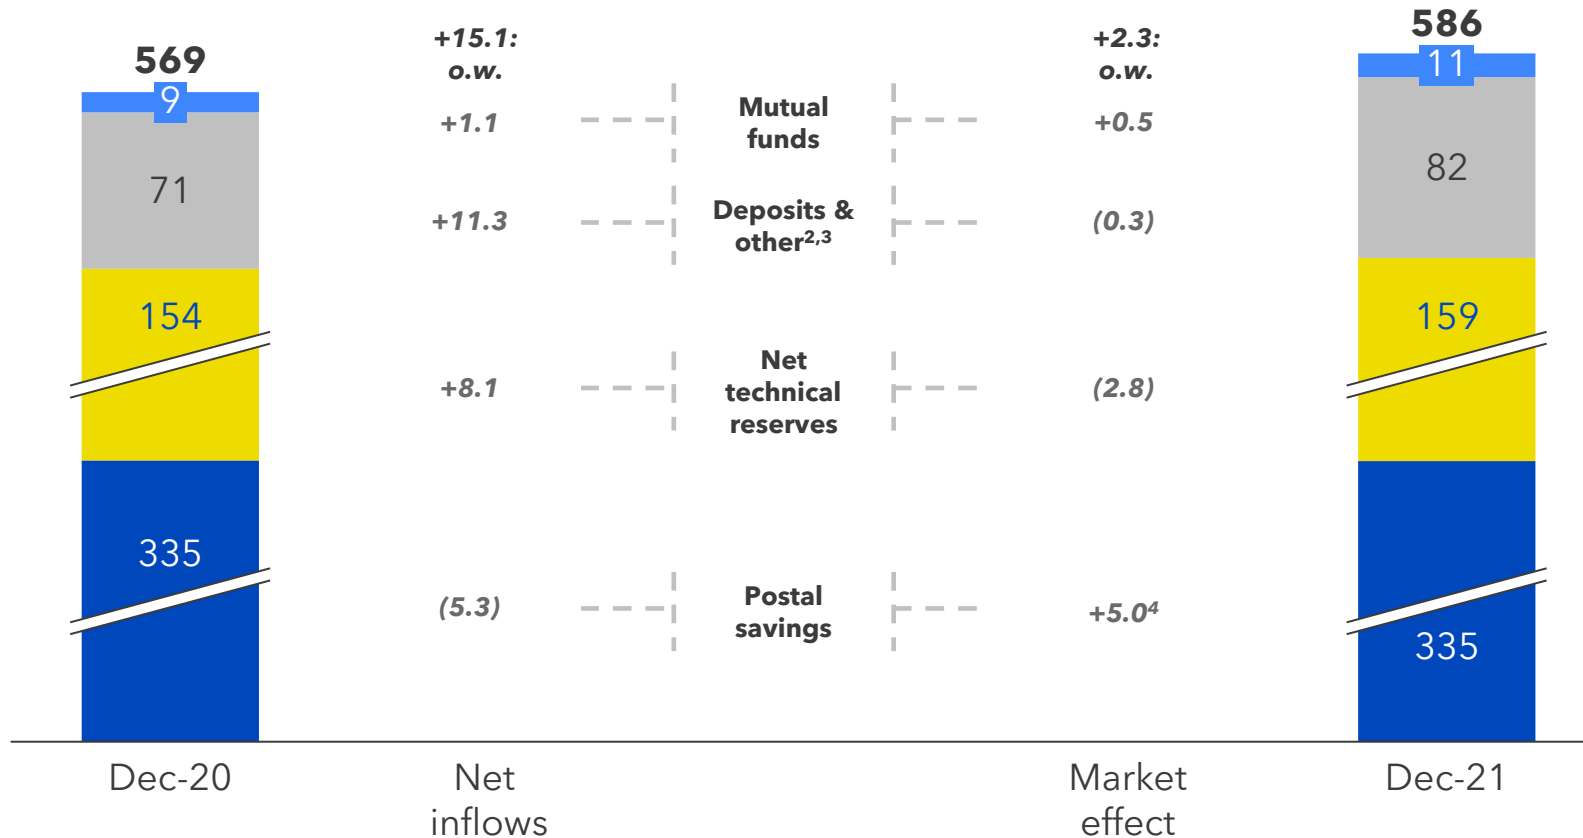 569
9
71
154
335
Dec-20
+15.1:
o.w.
+1.1
+11.3
+8.1
(5.3)
Net
inflows
Mutual
funds
Deposits &
other2,3
Net
technical
reserves
Postal
savings
+2.3:
o.w.
+0.5
(0.3)
(2.8)
+5.04
Market
effect
586
11
82
159
335
Dec-21